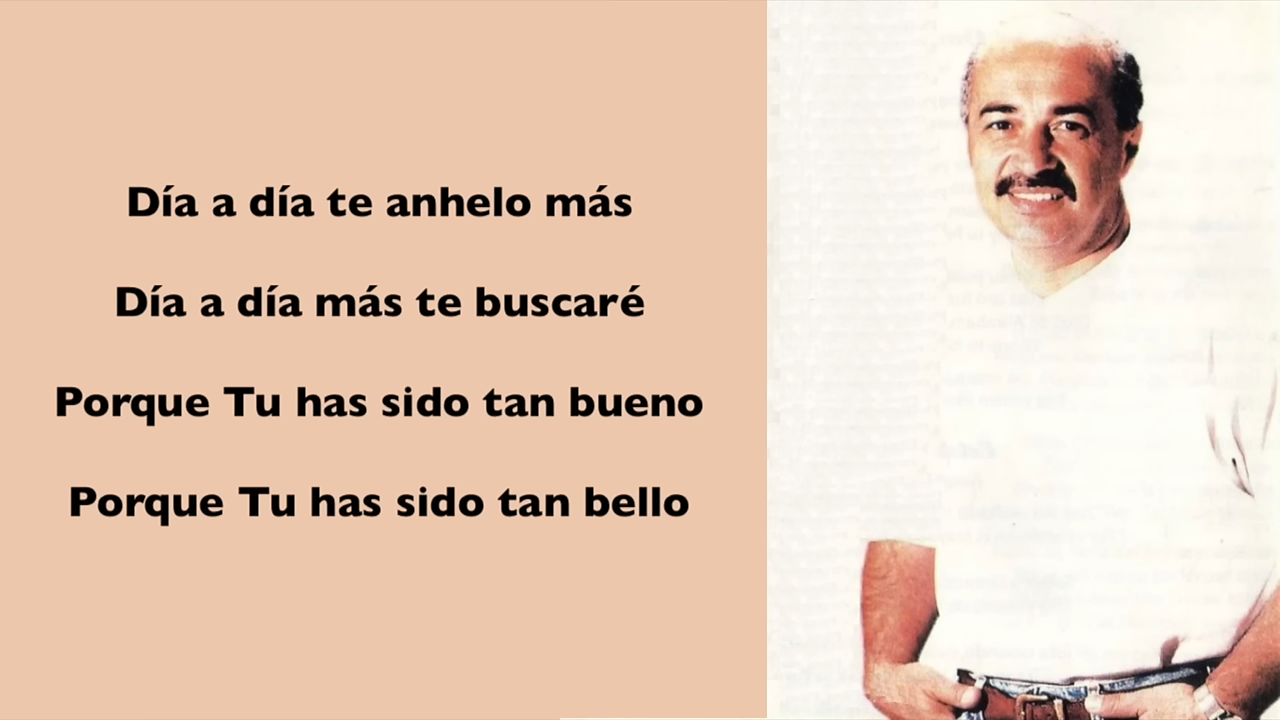 Día a día te anhelo más
Día a día más te buscaré
Porque Tu has sido tan bueno
Porque Tu has sido tan bello